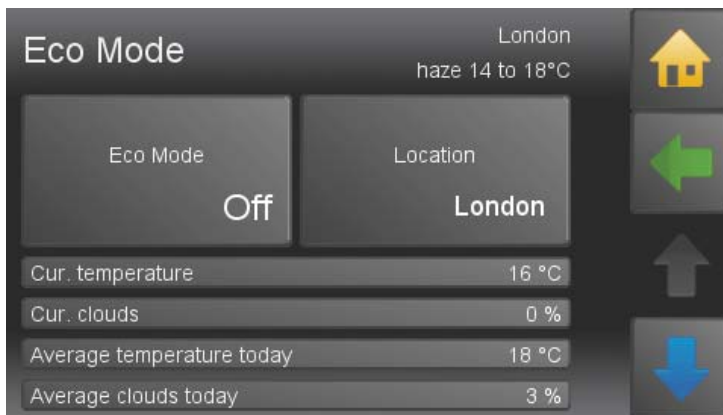 Eco Mode
London
haze 14 to 18°C
Eco Mode
Off
Location
London
Cur. temperature 16 °C
Cur. clouds 0 %
Average temperature today 18 °C
Average clouds today 3 %